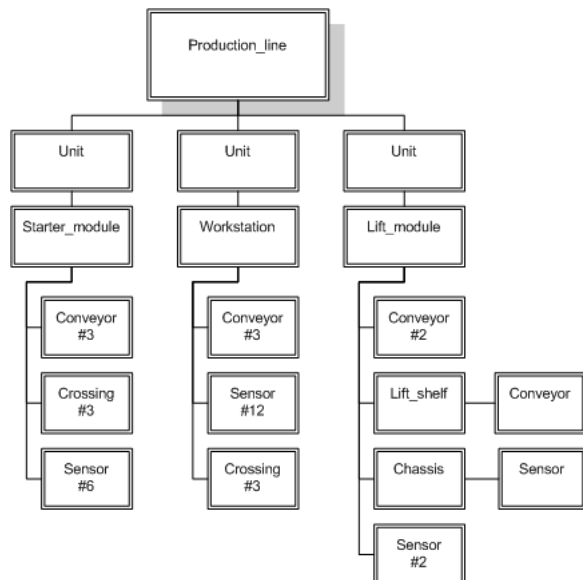 Production_line
Unit
Unit
Unit
Starter_module
Workstation
Lift_module
Conveyor
#3
Conveyor
#3
Conveyor
#2
Crossing
#3
Sensor
#12
Lift_shelf
Conveyor
Sensor
#6
Crossing
#3
Chassis
Sensor
Sensor
#2